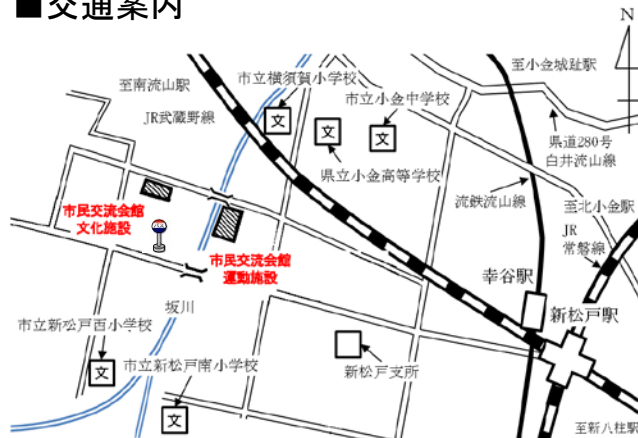 ■交通案内
N
至小金城趾駅
至南流山駅
市立横須賀小学校
文
市立小金中学校
文
JR武蔵野線
文
県道280号
白井流山線
県立小金高等学校
流鉄流山線
至北小金駅
市民交流会館
文化施設
JR
常磐線
市民交流会館
運動施設
幸谷駅
坂川
新松戸駅
市立新松戸西小学校
文
市立新松戸南小学校
新松戸支所
文
至新八柱駅